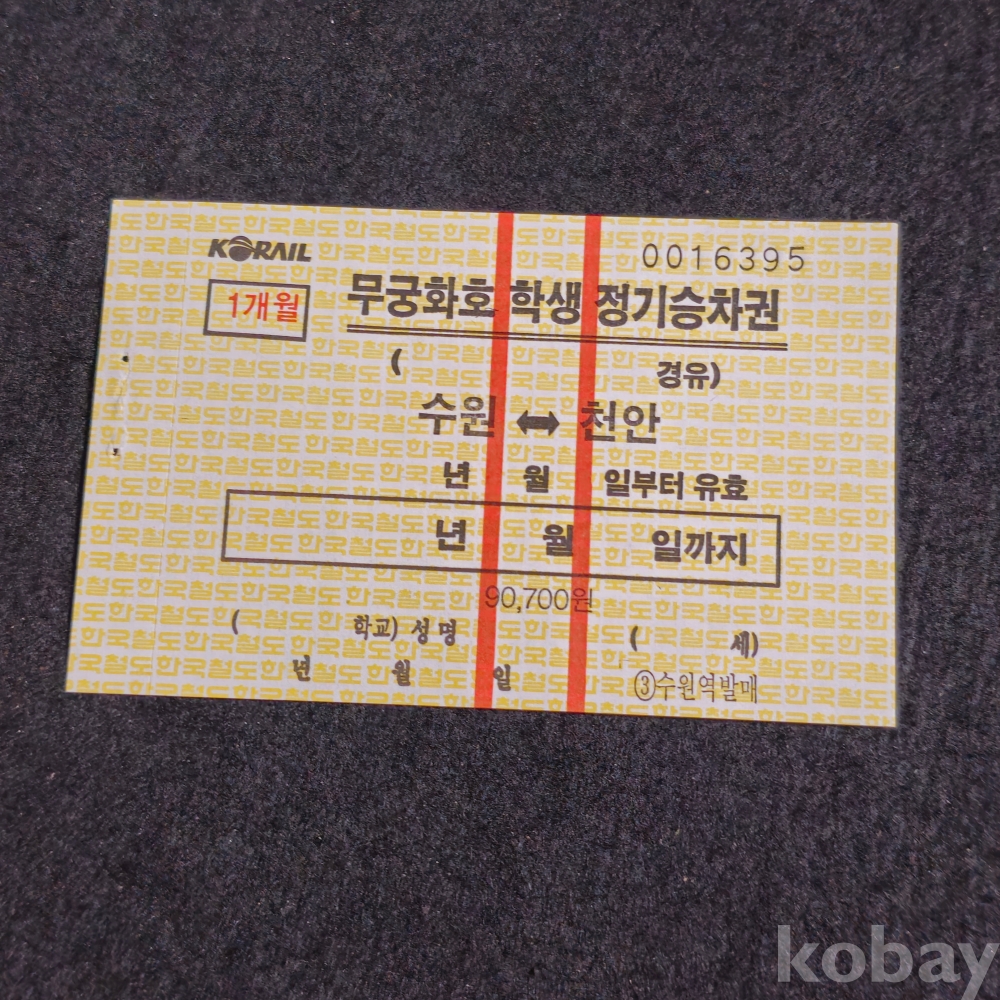 KORAIL
0016395
1개월
무궁화호 학생 정기승차권
( 경유)
수원 ⬌ 천안
년 월 일부터 유효
년 월 일까지
90,700원
( 학교) 성명 ( 세)
년 월 일
③수원역발매
kobay